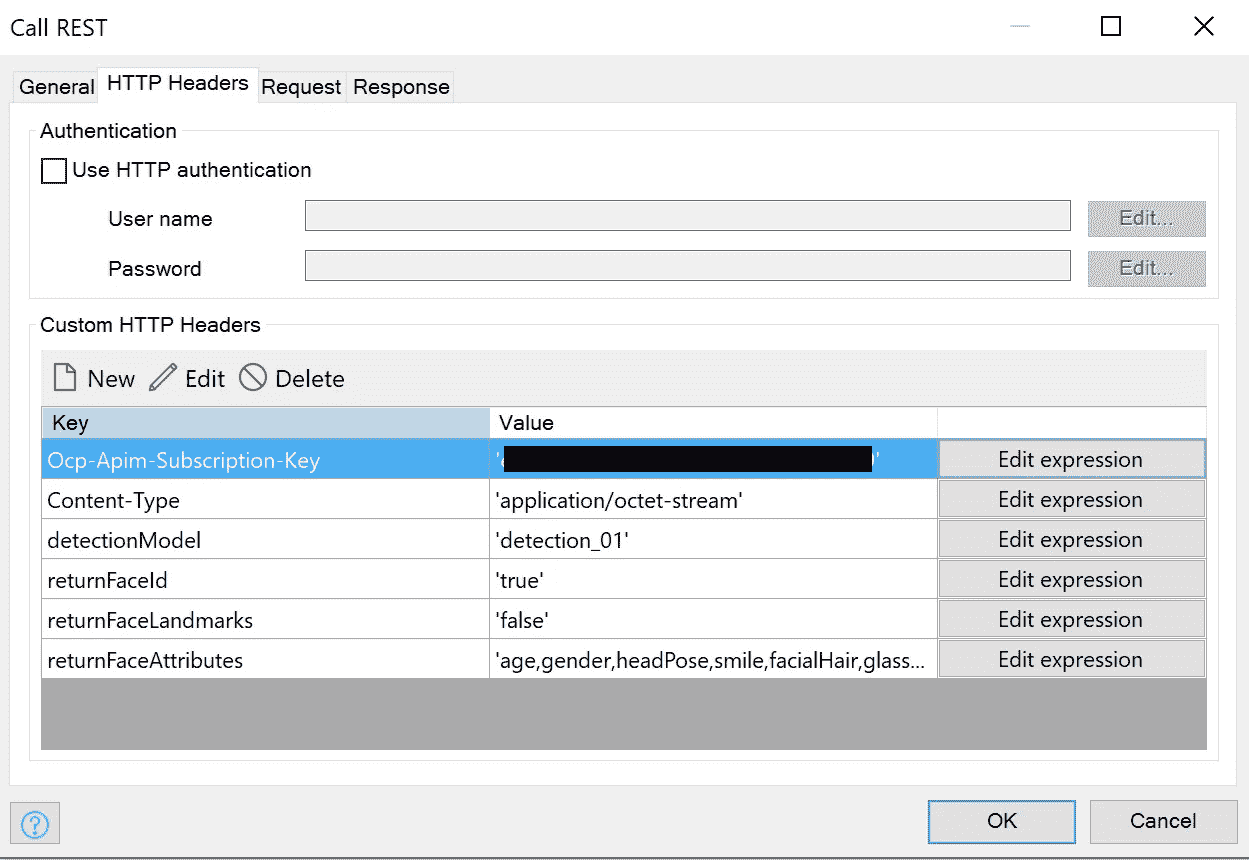 Call REST
General HTTP Headers Request Response
Authentication
Use HTTP authentication
User name Edit...
Password Edit...
Custom HTTP Headers
New Edit Delete
Key Value
Ocp-Apim-Subscription-Key Edit expression
Content-Type 'application/octet-stream' Edit expression
detectionModel 'detection_01' Edit expression
returnFaceId 'true' Edit expression
returnFaceLandmarks 'false' Edit expression
returnFaceAttributes 'age,gender,headPose,smile,facialHair,glass... Edit expression
? OK Cancel